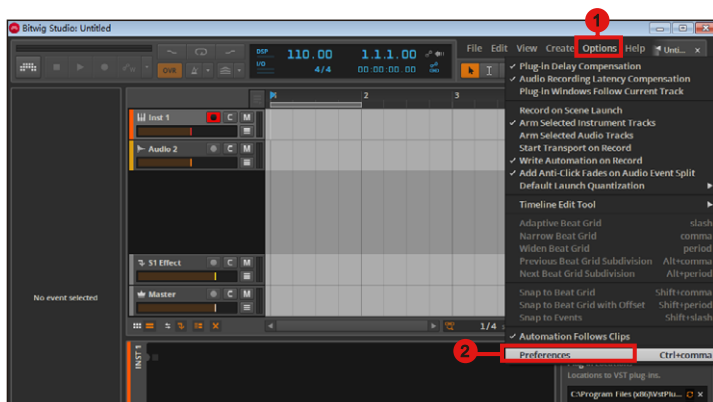 1
Bitwig Studio: Untitled
DSP 110.00 1.1.1.00
I/O 4/4 00:00:00.00
File Edit View Create Options Help Unti... x
OVR
2 3
Inst 1 C M
Audio 2 C M
S1 Effect C M
Master C M
No event selected
1/4
INST 1
✓ Plug-in Delay Compensation
✓ Audio Recording Latency Compensation
Plug-in Windows Follow Current Track
Record on Scene Launch
✓ Arm Selected Instrument Tracks
Arm Selected Audio Tracks
Start Transport on Record
✓ Write Automation on Record
✓ Add Anti-Click Fades on Audio Event Split
Default Launch Quantization
Timeline Edit Tool
Adaptive Beat Grid slash
Narrow Beat Grid comma
Widen Beat Grid period
Previous Beat Grid Subdivision Alt+comma
Next Beat Grid Subdivision Alt+period
Snap to Beat Grid Shift+comma
Snap to Beat Grid with Offset Shift+period
Snap to Events Shift+slash
✓ Automation Follows Clips
2 Preferences Ctrl+comma
Locations to VST plug-ins.
C:\Program Files (x86)\VstPlu...